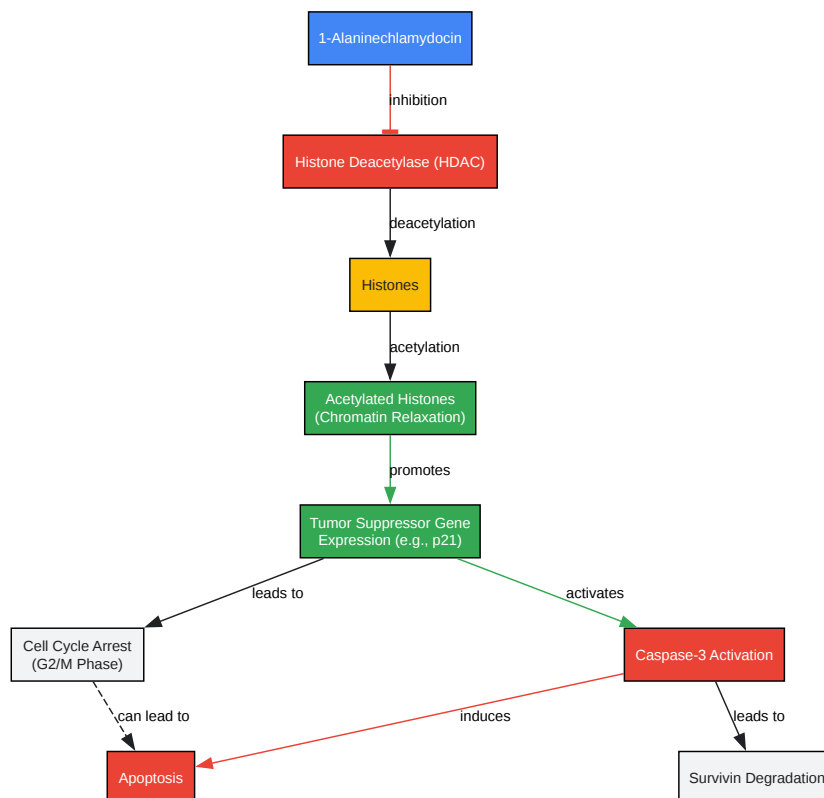 1-Alaninechlamydocin
inhibition
Histone Deacetylase (HDAC)
deacetylation
Histones
acetylation
Acetylated Histones
(Chromatin Relaxation)
promotes
Tumor Suppressor Gene
Expression (e.g., p21)
leads to
activates
Cell Cycle Arrest
(G2/M Phase)
Caspase-3 Activation
can lead to
induces
leads to
Apoptosis
Survivin Degradation